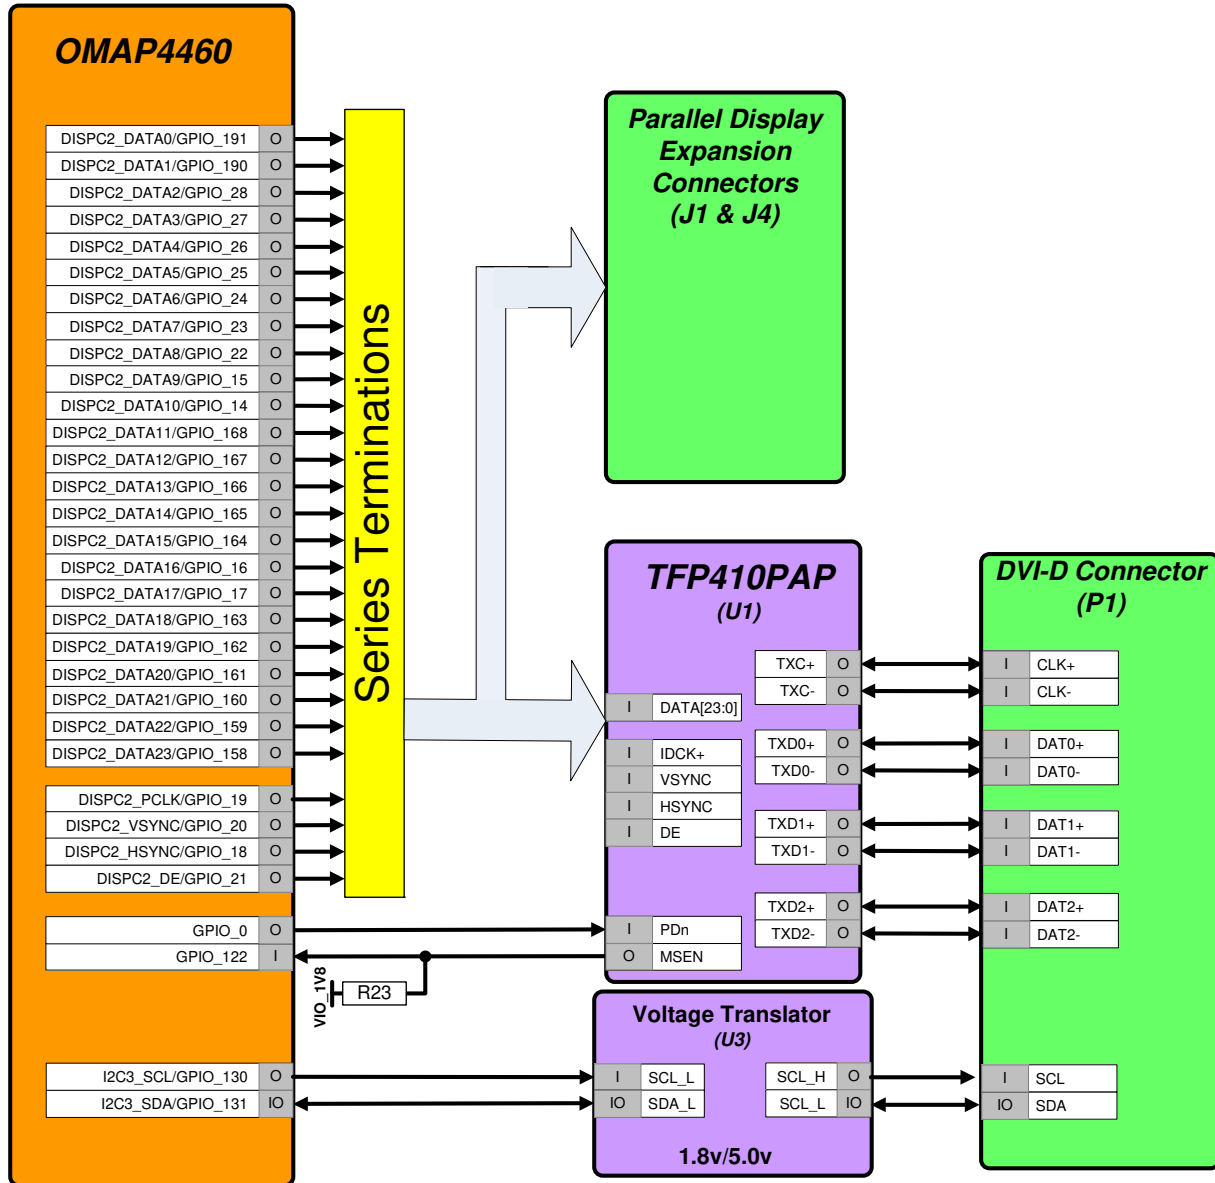 OMAP4460
DISPC2_DATA0/GPIO_191 O
DISPC2_DATA1/GPIO_190 O
DISPC2_DATA2/GPIO_28 O
DISPC2_DATA3/GPIO_27 O
DISPC2_DATA4/GPIO_26 O
DISPC2_DATA5/GPIO_25 O
DISPC2_DATA6/GPIO_24 O
DISPC2_DATA7/GPIO_23 O
DISPC2_DATA8/GPIO_22 O
DISPC2_DATA9/GPIO_15 O
DISPC2_DATA10/GPIO_14 O
DISPC2_DATA11/GPIO_168 O
DISPC2_DATA12/GPIO_167 O
DISPC2_DATA13/GPIO_166 O
DISPC2_DATA14/GPIO_165 O
DISPC2_DATA15/GPIO_164 O
DISPC2_DATA16/GPIO_16 O
DISPC2_DATA17/GPIO_17 O
DISPC2_DATA18/GPIO_163 O
DISPC2_DATA19/GPIO_162 O
DISPC2_DATA20/GPIO_161 O
DISPC2_DATA21/GPIO_160 O
DISPC2_DATA22/GPIO_159 O
DISPC2_DATA23/GPIO_158 O
DISPC2_PCLK/GPIO_19 O
DISPC2_VSYNC/GPIO_20 O
DISPC2_HSYNC/GPIO_18 O
DISPC2_DE/GPIO_21 O
GPIO_0 O
GPIO_122 I
I2C3_SCL/GPIO_130 O
I2C3_SDA/GPIO_131 IO
Series Terminations
VIO_1V8
R23
Parallel Display
Expansion
Connectors
(J1 & J4)
TFP410PAP
(U1)
I DATA[23:0]
I IDCK+
I VSYNC
I HSYNC
I DE
I PDn
O MSEN
TXC+ O
TXC- O
TXD0+ O
TXD0- O
TXD1+ O
TXD1- O
TXD2+ O
TXD2- O
Voltage Translator
(U3)
I SCL_L
IO SDA_L
SCL_H O
SCL_L IO
1.8v/5.0v
DVI-D Connector
(P1)
I CLK+
I CLK-
I DAT0+
I DAT0-
I DAT1+
I DAT1-
I DAT2+
I DAT2-
I SCL
IO SDA